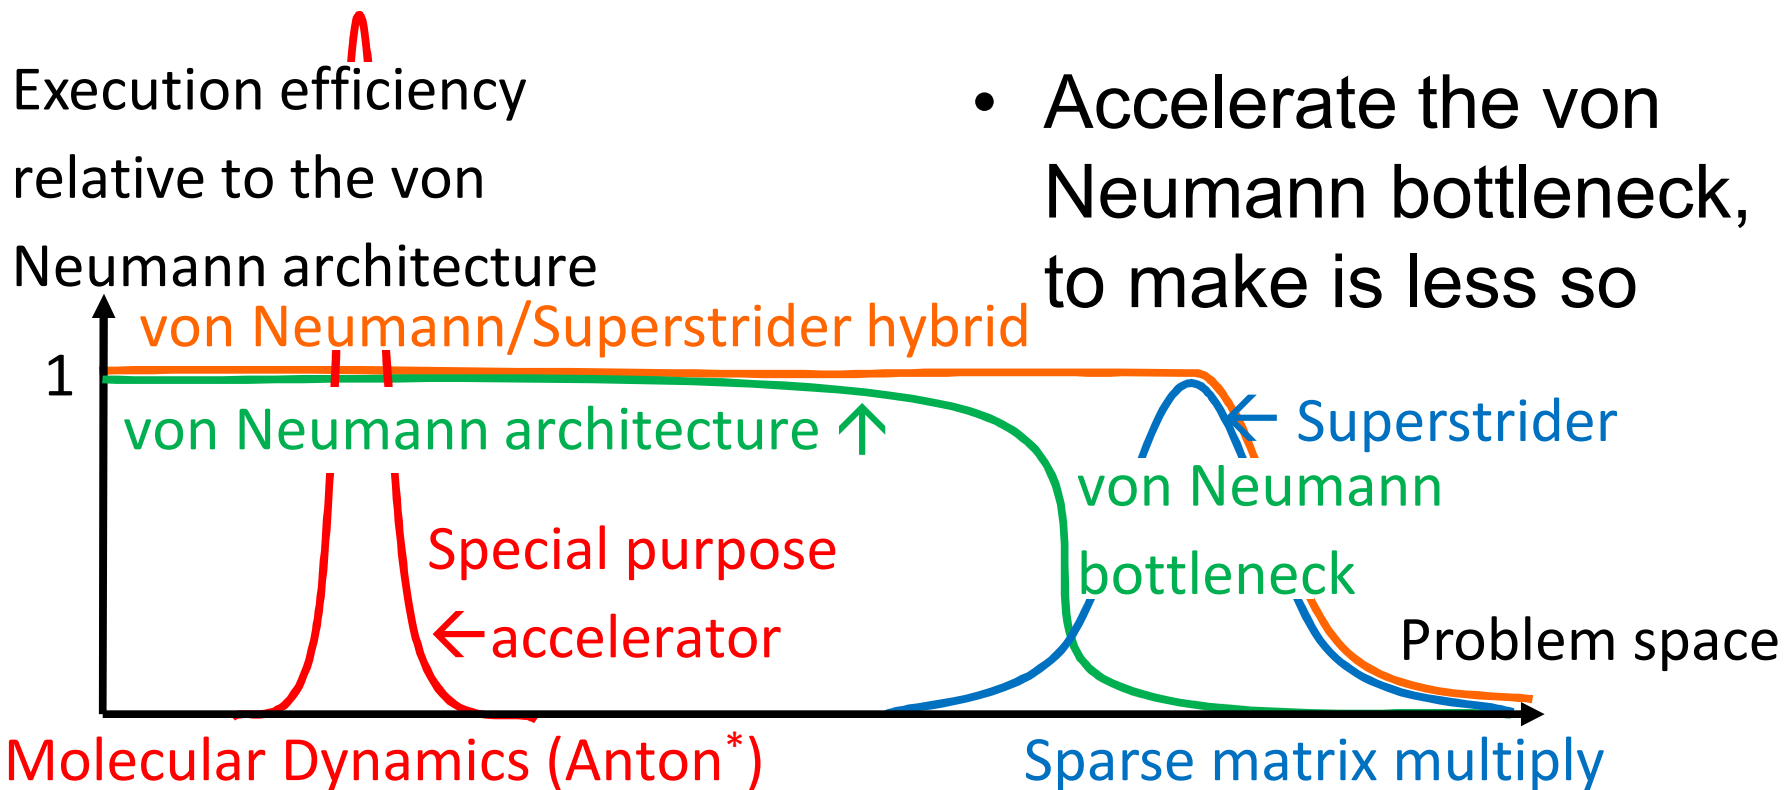 Execution efficiency
relative to the von
Neumann architecture
• Accelerate the von
Neumann bottleneck,
to make is less so
von Neumann/Superstrider hybrid
1
von Neumann architecture ↑
← Superstrider
von Neumann
bottleneck
Special purpose
←accelerator
Problem space
Molecular Dynamics (Anton*)
Sparse matrix multiply